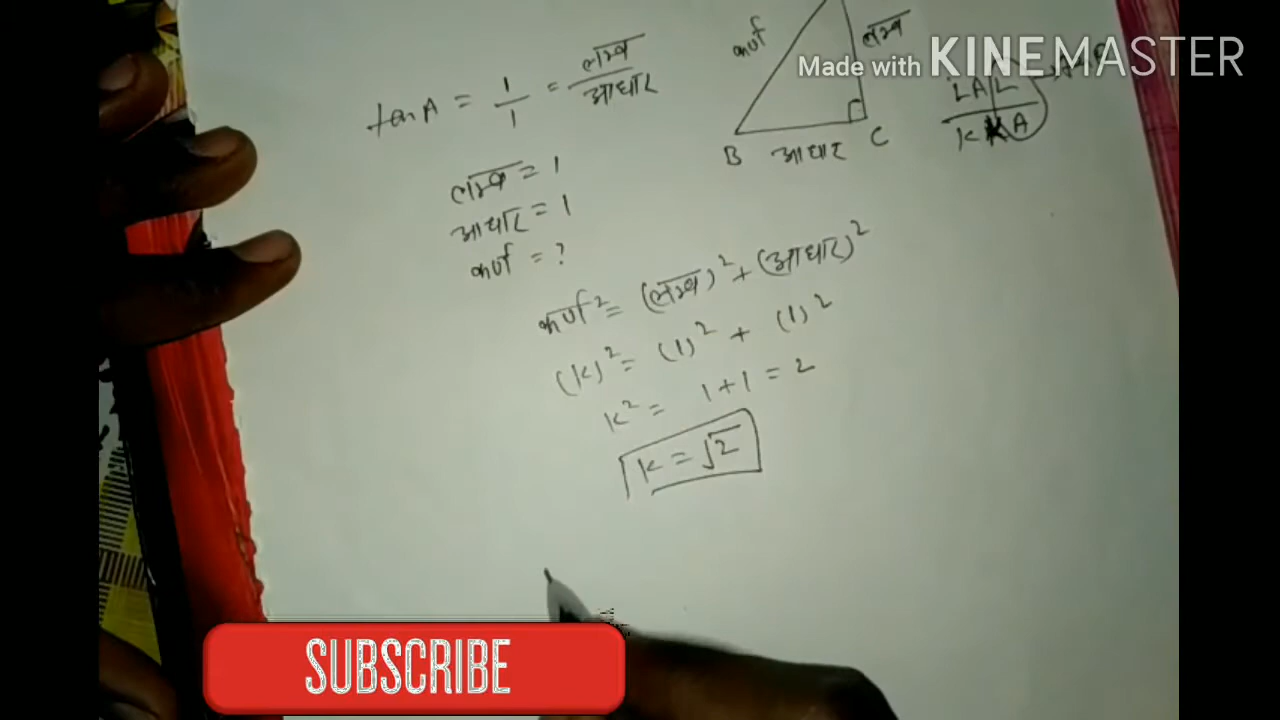 Made with KINEMASTER
tan A = 1/1 = लम्ब/आधार
कर्ण
लम्ब
B आधार C
LAL
KKA
लम्ब = 1
आधार = 1
कर्ण = ?
कर्ण² = (लम्ब)² + (आधार)²
(K)² = (1)² + (1)²
K² = 1+1 = 2
K = √2
SUBSCRIBE